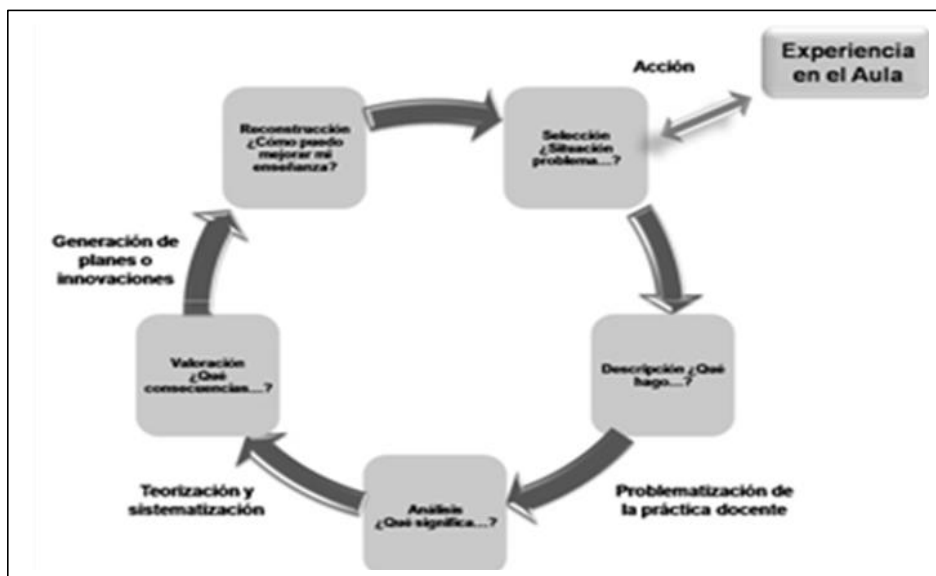 Experiencia
en el Aula
Acción
Reconstrucción
¿Cómo puedo
mejorar mi
enseñanza?
Selección
¿Situación
problema...?
Generación de
planes o
innovaciones
Valoración
¿Qué
consecuencias...?
Descripción ¿Qué
hago...?
Teorización y
sistematización
Análisis
¿Qué significa...?
Problematización de
la práctica docente